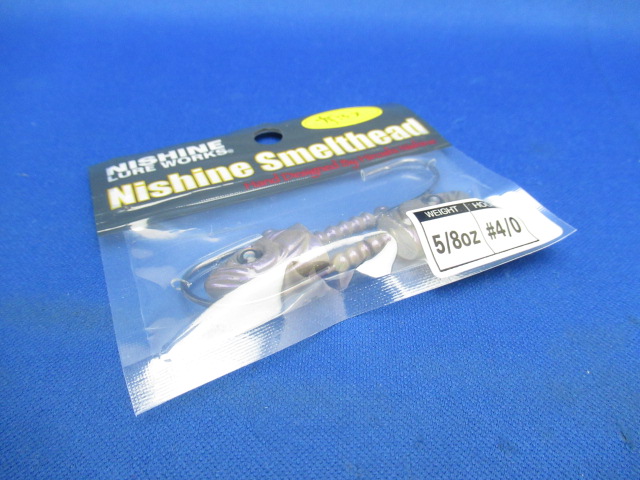 NISHINE
LURE WORKS®
Nishine Smelthead
WEIGHT
5/8oz #4/0